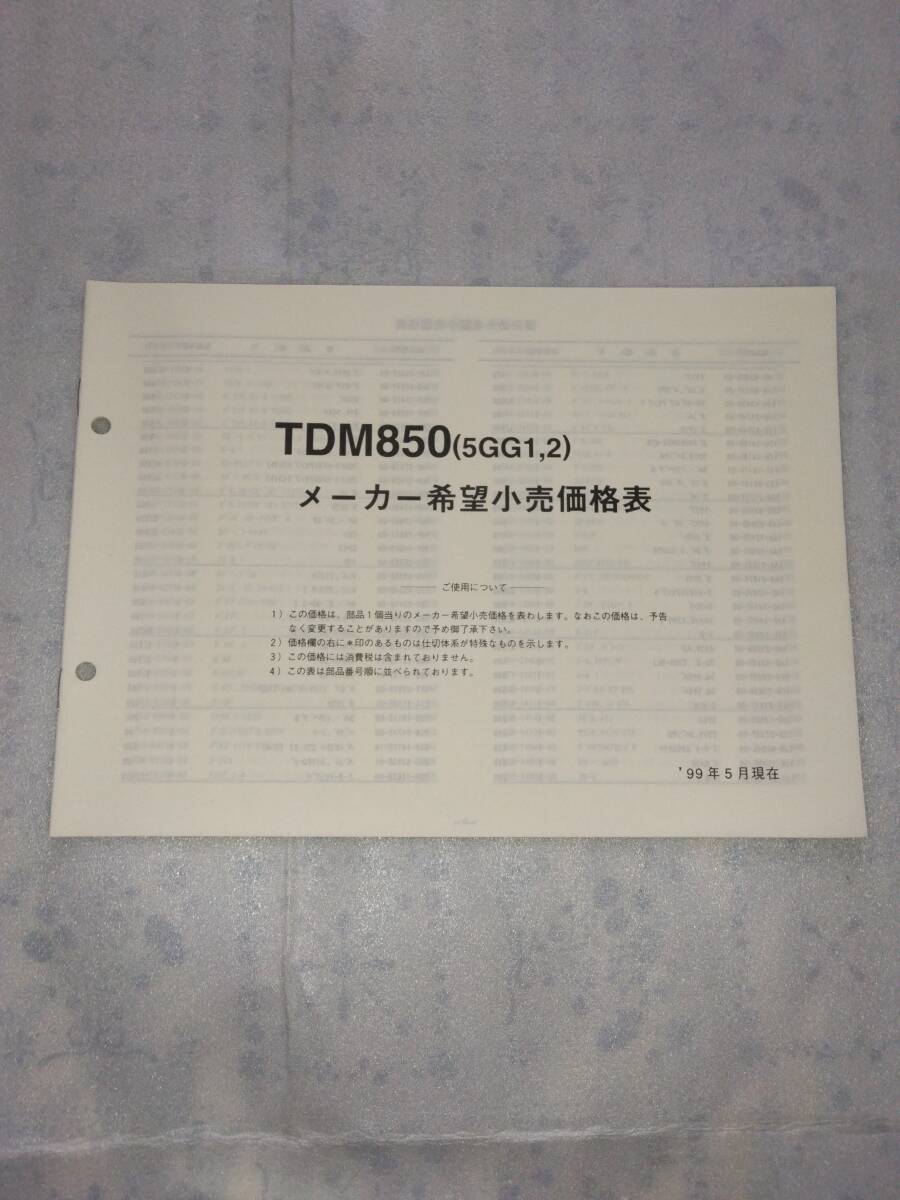 TDM850(5GG1,2)
メーカー希望小売価格表
――― ご使用について ―――
1）この価格は、部品1個当りのメーカー希望小売価格を表わします。なおこの価格は、予告
なく変更することがありますので予め御了承下さい。
2）価格欄の右に＊印のあるものは仕切体系が特殊なものを示します。
3）この価格には消費税は含まれておりません。
4）この表は部品番号順に並べられております。
’99年5月現在